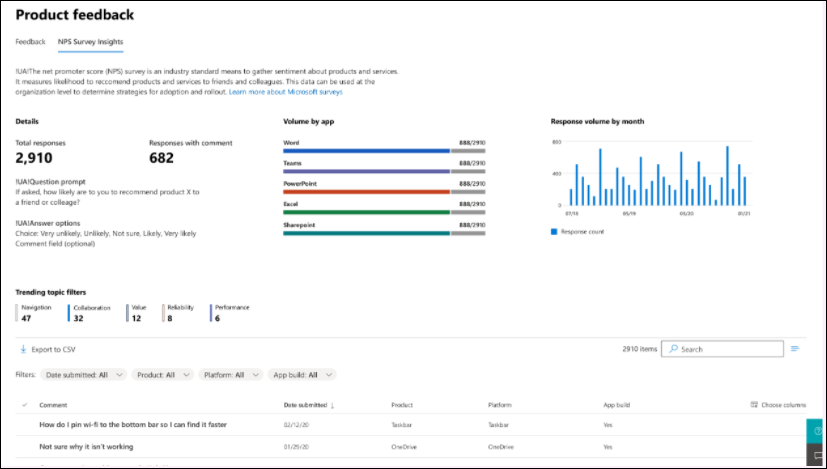 Product feedback
Feedback NPS Survey Insights
!UA!The net promoter score (NPS) survey is an industry standard means to gather sentiment about products and services.
It measures likelihood to reccomend products and services to friends and colleagues. This data can be used at the
organization level to determine strategies for adoption and rollout. Learn more about Microsoft surveys
Details
Total responses Responses with comment
2,910 682
!UA!Question prompt
If asked, how likely are to you to recommend product X to
a friend or colleage?
!UA!Answer options
Choice: Very unlikely, Unlikely, Not sure, Likely, Very likely
Comment field (optional)
Volume by app
Word 888/2910
Teams 888/2910
PowerPoint 888/2910
Excel 888/2910
Sharepoint 888/2910
Response volume by month
800
400
0
07/18 01/19 01/20 01/21
Response count
Trending topic filters
Navigation Collaboration Value Reliability Performance
47 32 12 8 6
Export to CSV 2910 items Search
Filters: Date submitted: All Product: All Platform: All App build: All
Comment Date submitted ↓ Product Platform App build Choose columns
How do I pin wi-fi to the bottom bar so I can find it faster 02/12/20 Taskbar Taskbar Yes
Not sure why it isn't working 01/25/20 OneDrive OneDrive Yes